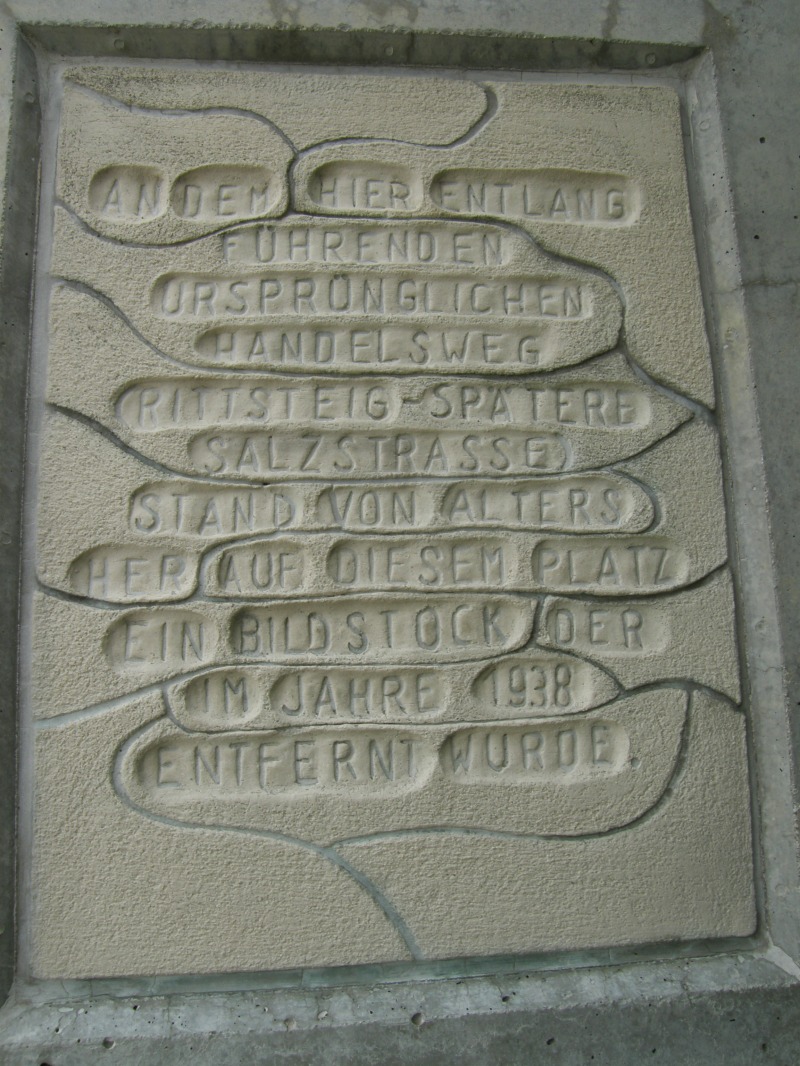 AN DEM HIER ENTLANG
FÜHRENDEN
URSPRÜNGLICHEN
HANDELSWEG
RITTSTEIG-SPÄTERE
SALZSTRASSE
STAND VON ALTERS
HER AUF DIESEM PLATZ
EIN BILDSTOCK DER
IM JAHRE 1938
ENTFERNT WURDE.